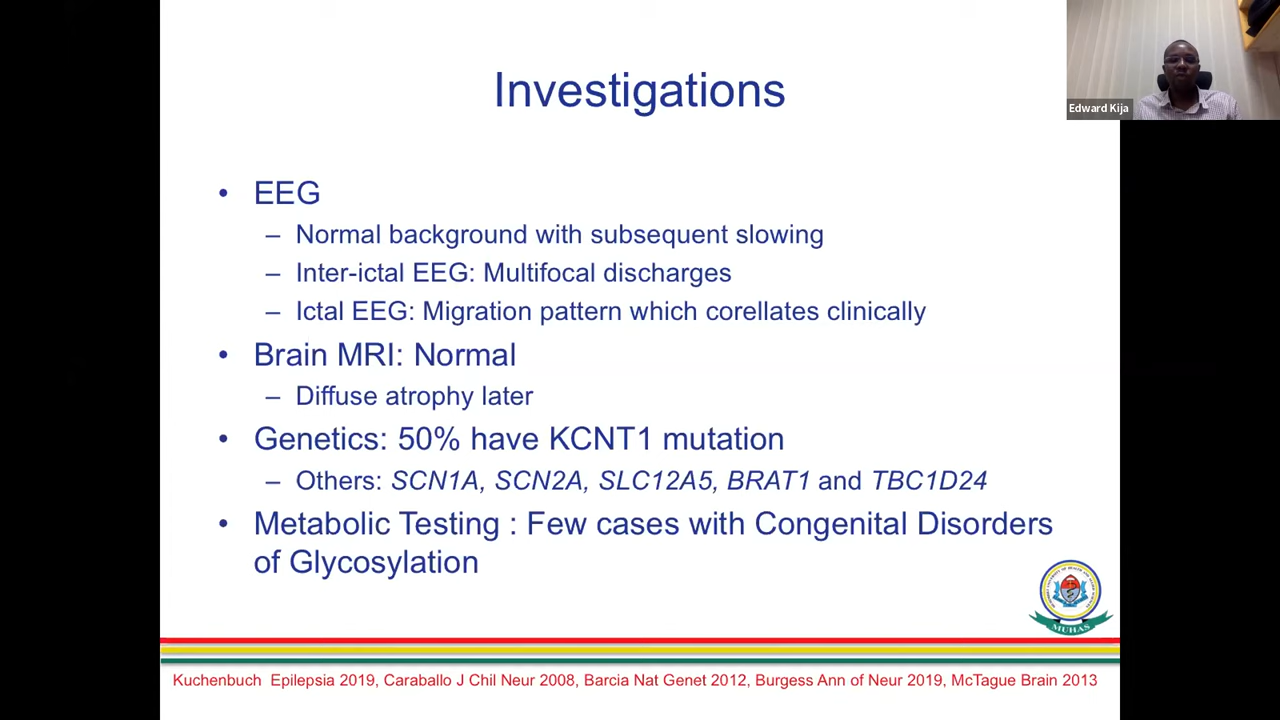 Investigations
Edward Kija
• EEG
– Normal background with subsequent slowing
– Inter-ictal EEG: Multifocal discharges
– Ictal EEG: Migration pattern which corellates clinically
• Brain MRI: Normal
– Diffuse atrophy later
• Genetics: 50% have KCNT1 mutation
– Others: SCN1A, SCN2A, SLC12A5, BRAT1 and TBC1D24
• Metabolic Testing : Few cases with Congenital Disorders
of Glycosylation
MUHAS
Kuchenbuch Epilepsia 2019, Caraballo J Chil Neur 2008, Barcia Nat Genet 2012, Burgess Ann of Neur 2019, McTague Brain 2013